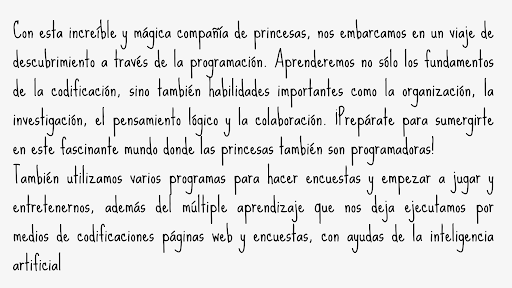 Con esta increíble y mágica compañía de princesas, nos embarcamos en un viaje de
descubrimiento a través de la programación. Aprenderemos no sólo los fundamentos
de la codificación, sino también habilidades importantes como la organización, la
investigación, el pensamiento lógico y la colaboración. ¡Prepárate para sumergirte
en este fascinante mundo donde las princesas también son programadoras!
También utilizamos varios programas para hacer encuestas y empezar a jugar y
entretenernos, además del múltiple aprendizaje que nos deja ejecutamos por
medios de codificaciones páginas web y encuestas, con ayudas de la inteligencia
artificial